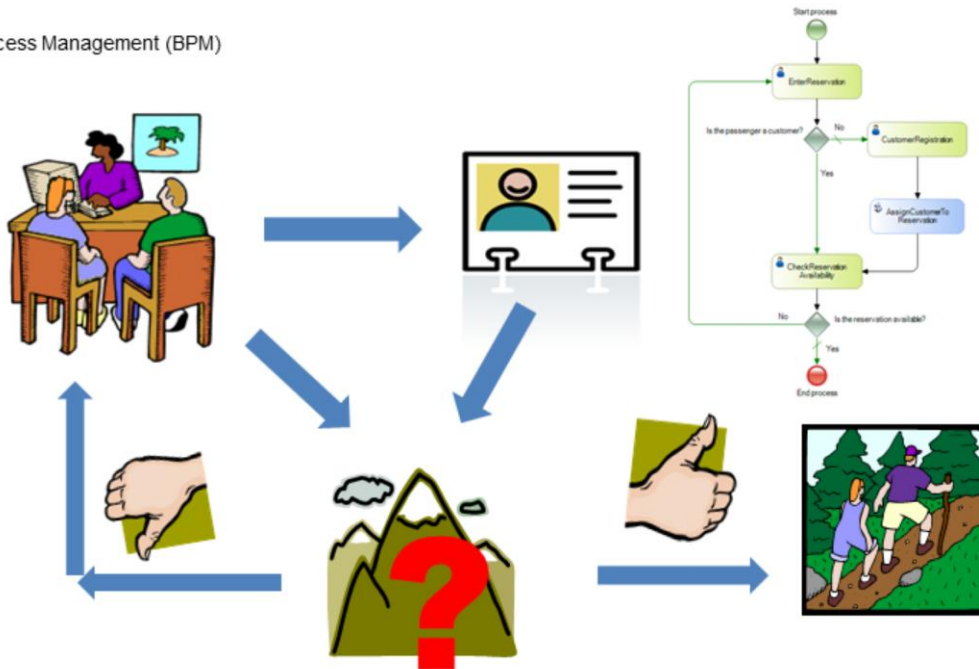 cess Management (BPM)
Start process
EnterReservation
Is the passenger a customer?
No
CustomerRegistration
Yes
AssignCustomerTo
Reservation
CheckReservation
Availability
No
Is the reservation available?
Yes
End process